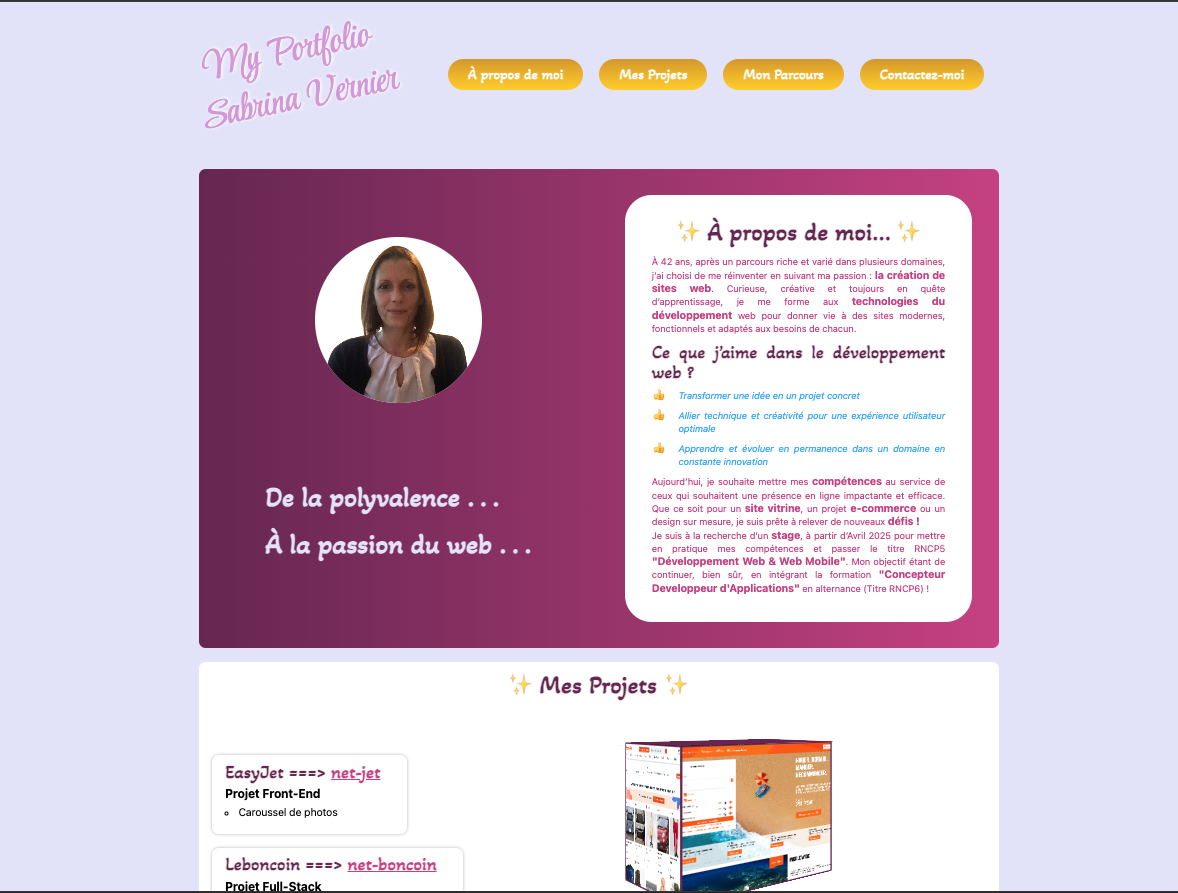 My Portfolio
Sabrina Vernier
À propos de moi
Mes Projets
Mon Parcours
Contactez-moi
De la polyvalence . . .
À la passion du web . . .
✨ À propos de moi... ✨
À 42 ans, après un parcours riche et varié dans plusieurs domaines,
j'ai choisi de me réinventer en suivant ma passion : la création de
sites web. Curieuse, créative et toujours en quête
d'apprentissage, je me forme aux technologies du
développement web pour donner vie à des sites modernes,
fonctionnels et adaptés aux besoins de chacun.
Ce que j'aime dans le développement
web ?
👍 Transformer une idée en un projet concret
👍 Allier technique et créativité pour une expérience utilisateur
optimale
👍 Apprendre et évoluer en permanence dans un domaine en
constante innovation
Aujourd'hui, je souhaite mettre mes compétences au service de
ceux qui souhaitent une présence en ligne impactante et efficace.
Que ce soit pour un site vitrine, un projet e-commerce ou un
design sur mesure, je suis prête à relever de nouveaux défis !
Je suis à la recherche d'un stage, à partir d'Avril 2025 pour mettre
en pratique mes compétences et passer le titre RNCP5
"Développement Web & Web Mobile". Mon objectif étant de
continuer, bien sûr, en intégrant la formation "Concepteur
Developpeur d'Applications" en alternance (Titre RNCP6) !
✨ Mes Projets ✨
EasyJet ===> net-jet
Projet Front-End
Caroussel de photos
Leboncoin ===> net-boncoin
Projet Full-Stack